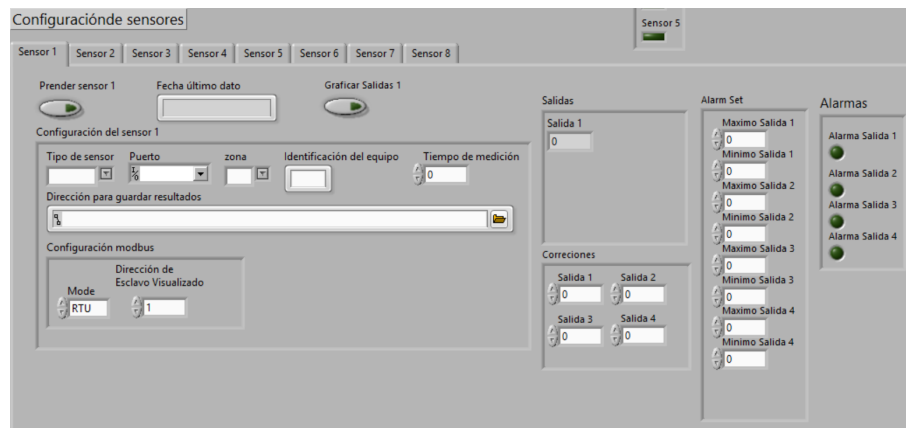 Configuraciónde sensores
Sensor 5
Sensor 1 Sensor 2 Sensor 3 Sensor 4 Sensor 5 Sensor 6 Sensor 7 Sensor 8
Prender sensor 1 Fecha último dato Graficar Salidas 1
Configuración del sensor 1
Tipo de sensor Puerto zona Identificación del equipo Tiempo de medición
0
Dirección para guardar resultados
Configuración modbus
Mode
Dirección de
Esclavo Visualizado
RTU 1
Salidas
Salida 1
0
Correciones
Salida 1 Salida 2
0 0
Salida 3 Salida 4
0 0
Alarm Set
Maximo Salida 1
0
Minimo Salida 1
0
Maximo Salida 2
0
Minimo Salida 2
0
Maximo Salida 3
0
Minimo Salida 3
0
Maximo Salida 4
0
Minimo Salida 4
0
Alarmas
Alarma Salida 1
Alarma Salida 2
Alarma Salida 3
Alarma Salida 4